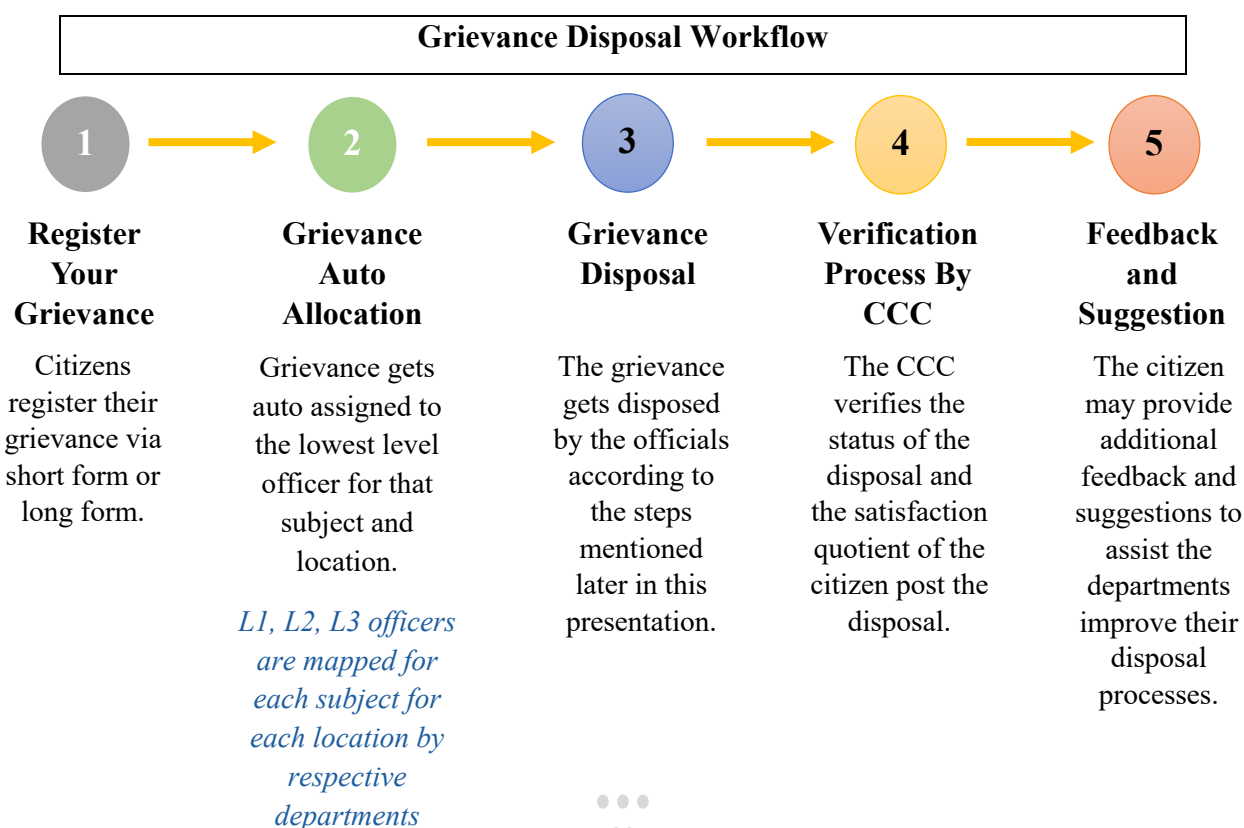 Grievance Disposal Workflow
1
2
3
4
5
Register
Your
Grievance
Citizens
register their
grievance via
short form or
long form.
Grievance
Auto
Allocation
Grievance gets
auto assigned to
the lowest level
officer for that
subject and
location.
L1, L2, L3 officers
are mapped for
each subject for
each location by
respective
departments
Grievance
Disposal
The grievance
gets disposed
by the officials
according to
the steps
mentioned
later in this
presentation.
Verification
Process By
CCC
The CCC
verifies the
status of the
disposal and
the satisfaction
quotient of the
citizen post the
disposal.
Feedback
and
Suggestion
The citizen
may provide
additional
feedback and
suggestions to
assist the
departments
improve their
disposal
processes.